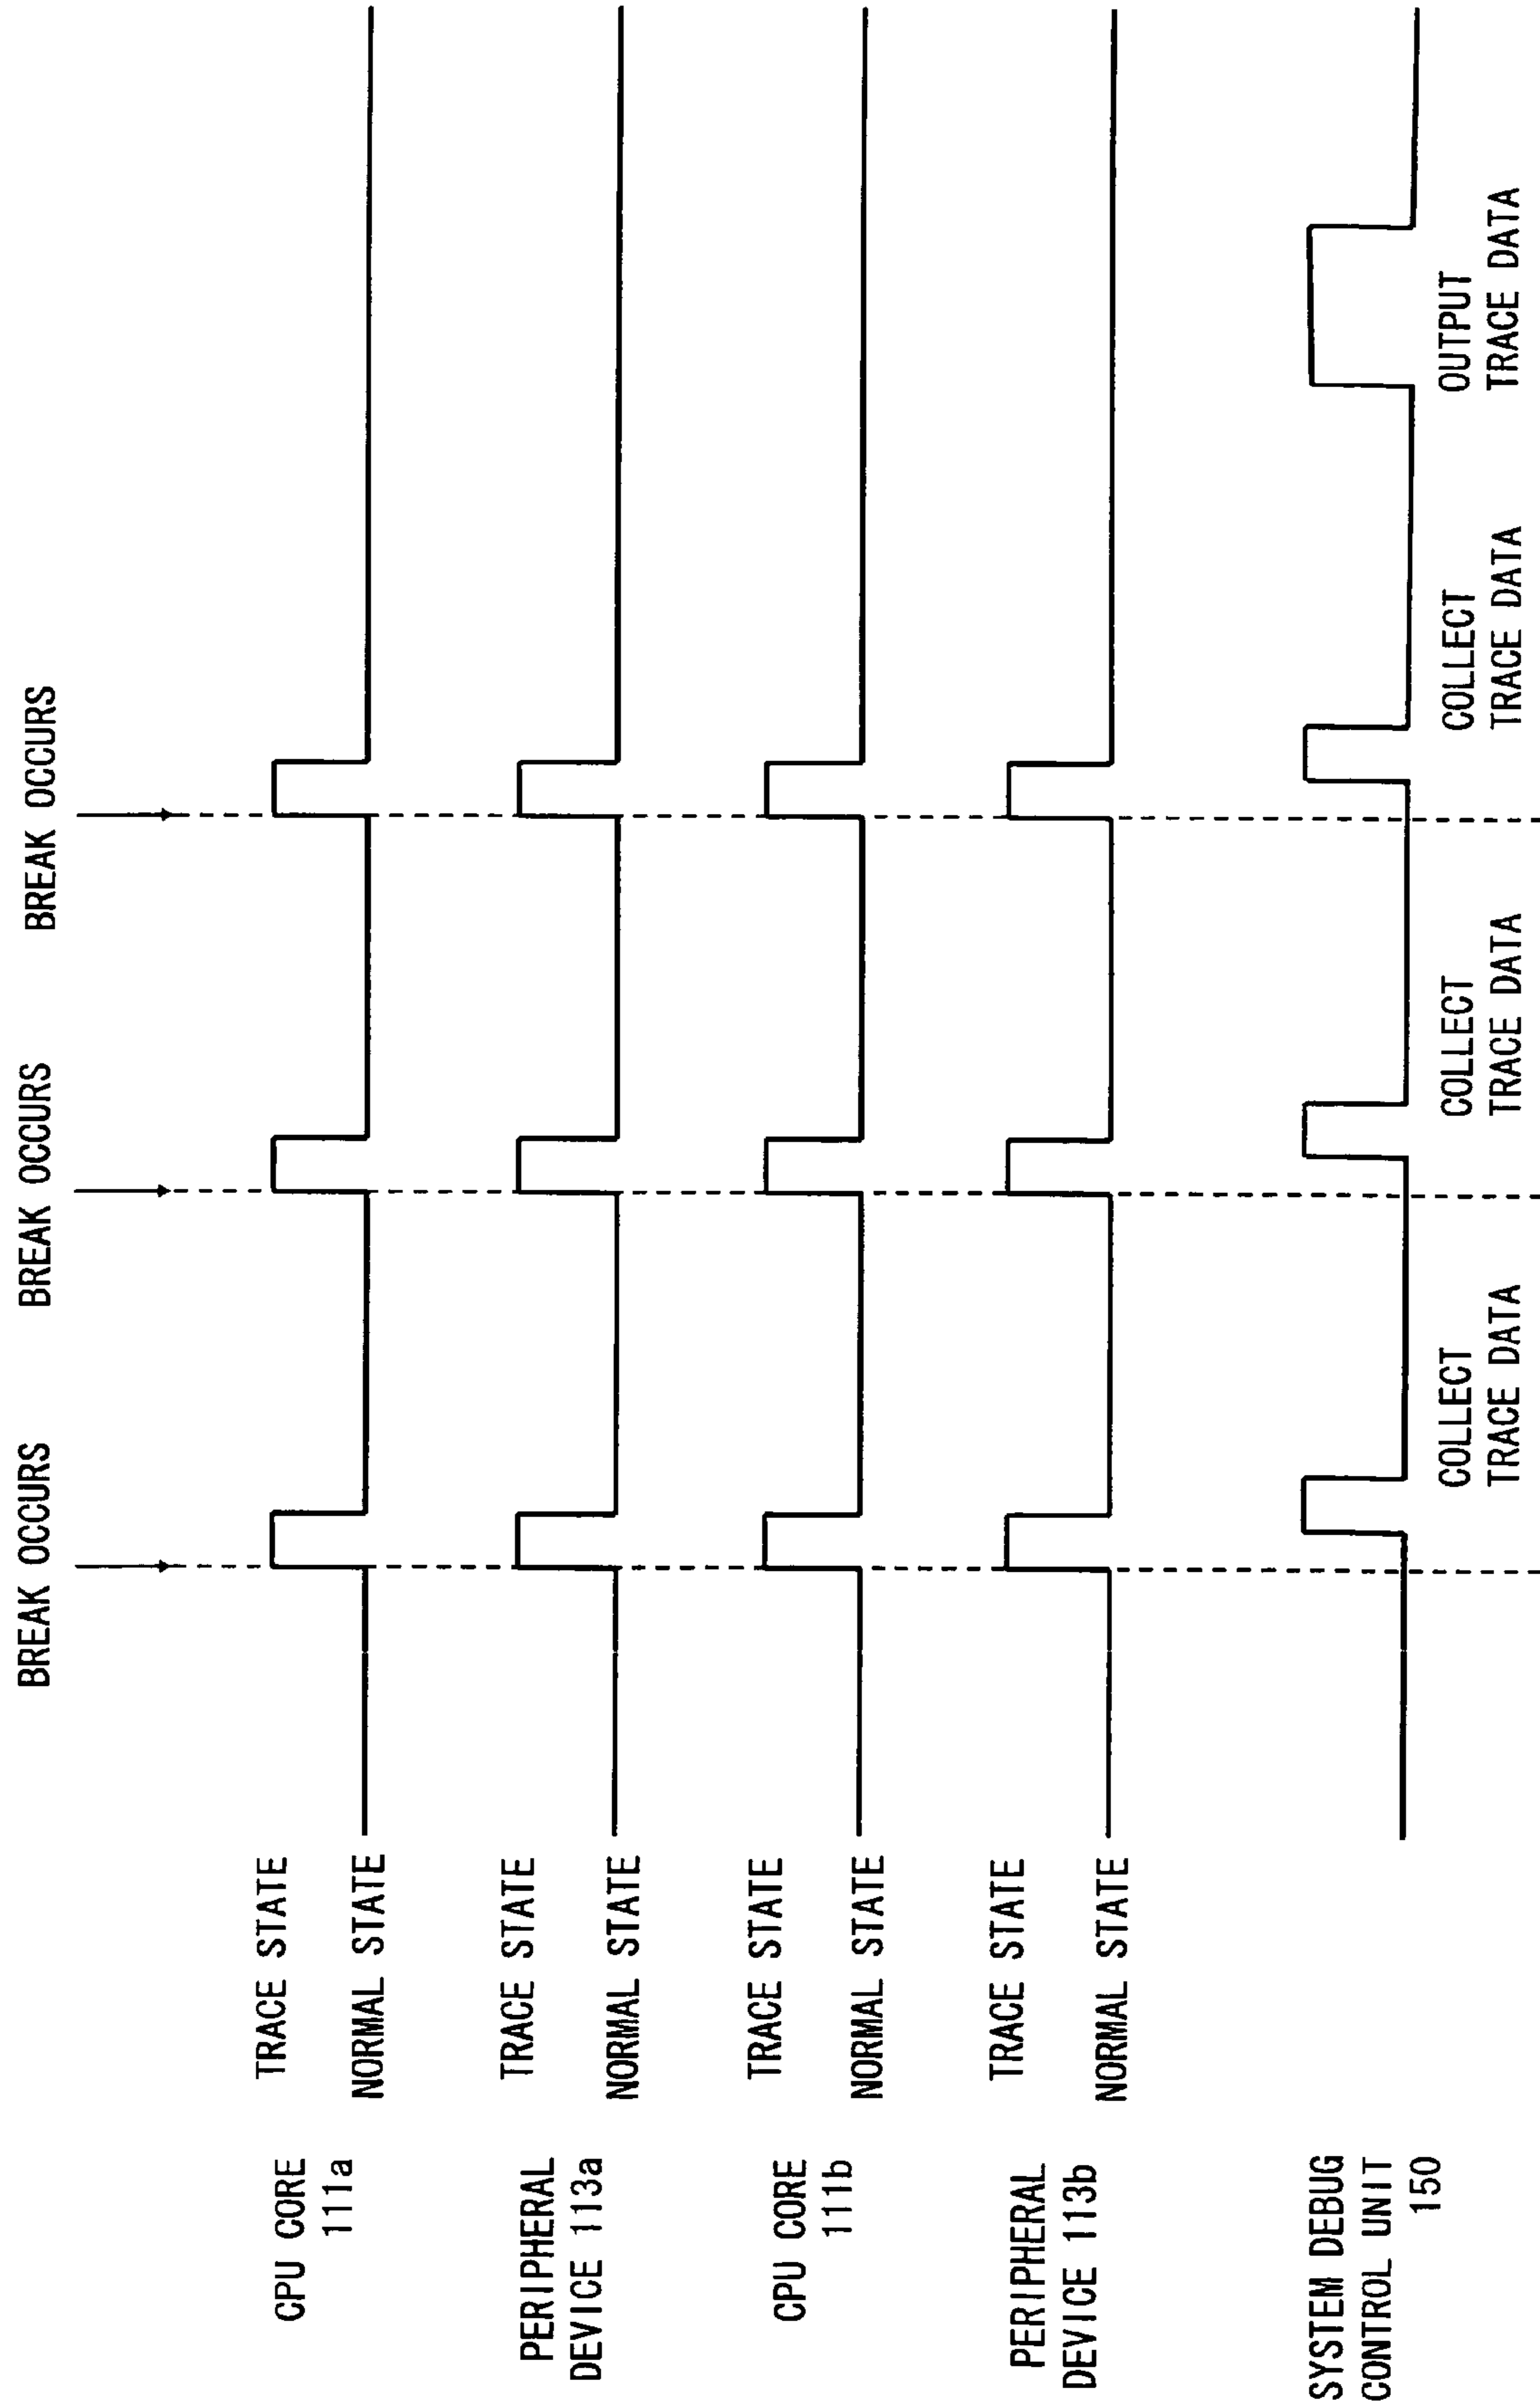 BREAK OCCURS
BREAK OCCURS
BREAK OCCURS
CPU CORE
111a
TRACE STATE
NORMAL STATE
PERIPHERAL
DEVICE 113a
TRACE STATE
NORMAL STATE
CPU CORE
111b
TRACE STATE
NORMAL STATE
PERIPHERAL
DEVICE 113b
TRACE STATE
NORMAL STATE
SYSTEM DEBUG
CONTROL UNIT
150
COLLECT
TRACE DATA
COLLECT
TRACE DATA
COLLECT
TRACE DATA
OUTPUT
TRACE DATA